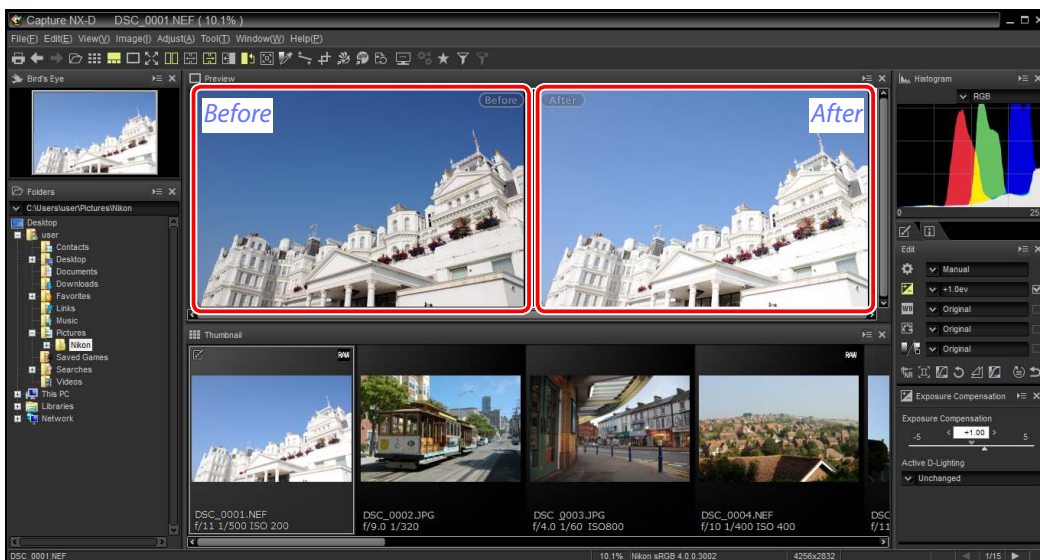 Capture NX-D    DSC_0001.NEF ( 10.1% )
File(F) Edit(E) View(V) Image(I) Adjust(A) Tool(T) Window(W) Help(P)
Bird's Eye
Folders
C:\Users\user\Pictures\Nikon
Desktop
user
Contacts
Desktop
Documents
Downloads
Favorites
Links
Music
Pictures
Nikon
Saved Games
Searches
Videos
This PC
Libraries
Network
Preview
Before
Before
After
After
Thumbnail
RAW
RAW
DSC_0001.NEF
f/11 1/500 ISO 200
DSC_0002.JPG
f/9.0 1/320
DSC_0003.JPG
f/4.0 1/60 ISO800
DSC_0004.NEF
f/10 1/400 ISO 400
DSC
f/11
Histogram
RGB
0
25
Edit
Manual
+1.0ev
WB
Original
Original
Original
Exposure Compensation
Exposure Compensation
-5
+1.00
5
Active D-Lighting
Unchanged
DSC_0001.NEF
10.1%
Nikon sRGB 4.0.0.3002
4256x2832
1/15